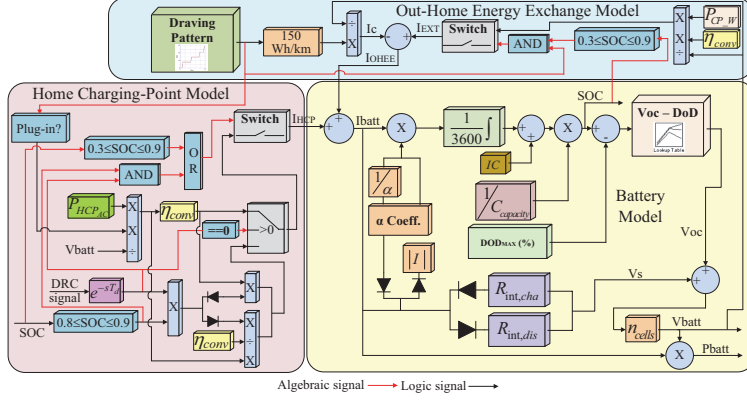 Out-Home Energy Exchange Model
Draving
Pattern
150
Wh/km
÷
X
Ic
-
+
IEXT
Switch
AND
0.3≤SOC≤0.9
X
X
÷
P_CP_W
ηconv
IOHEE
Home Charging-Point Model
Plug-in?
0.3≤SOC≤0.9
AND
O
R
Switch
IHCP
P_HCP_AC
Vbatt
÷
X
÷
ηconv
==0
>0
DRC
signal
e^-sTd
SOC
0.8≤SOC≤0.9
X
X
÷
X
÷
X
ηconv
+
+
Ibatt
X
1/α
α Coeff.
|I|
1/3600 ∫
IC
+
+
X
1/Ccapacity
SOC
+
-
DODMAX (%)
Voc – DoD
Lookup Table
Battery
Model
Voc
Rint,cha
Rint,dis
Vs
+
+
ncells
Vbatt
X
Pbatt
Algebraic signal
Logic signal